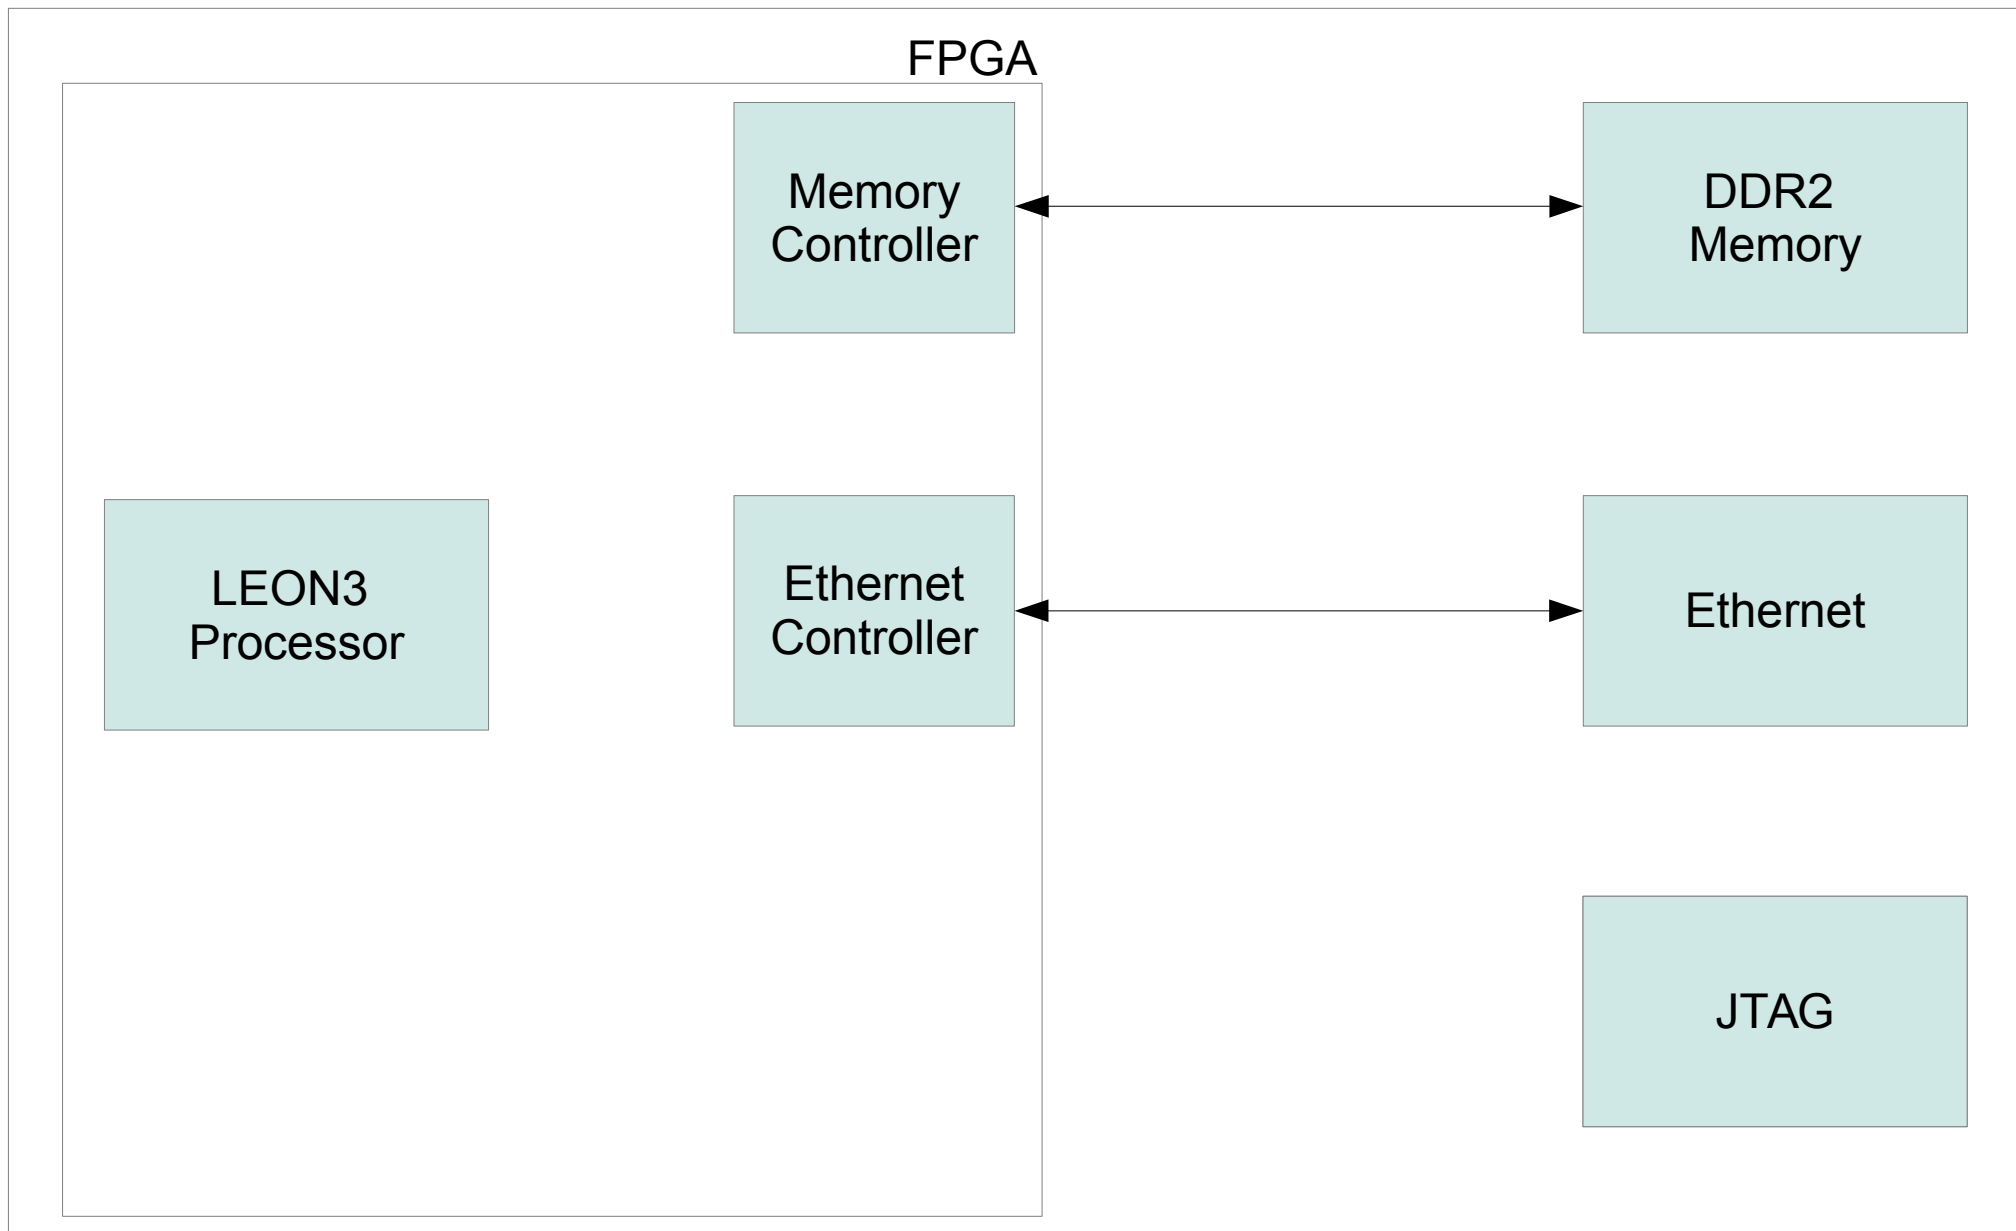 FPGA
Memory
Controller
DDR2
Memory
LEON3
Processor
Ethernet
Controller
Ethernet
JTAG